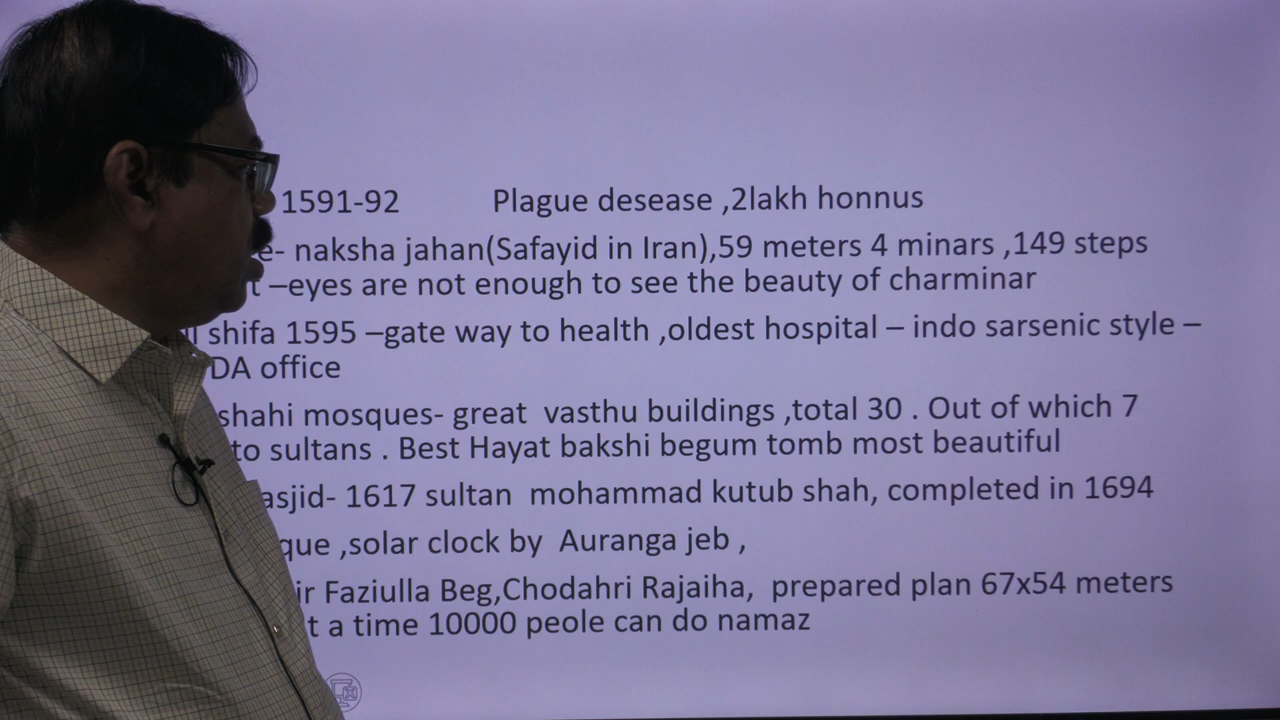 1591-92 Plague desease ,2lakh honnus
naksha jahan(Safayid in Iran),59 meters 4 minars ,149 steps
–eyes are not enough to see the beauty of charminar
shifa 1595 –gate way to health ,oldest hospital – indo sarsenic style –
DA office
shahi mosques- great vasthu buildings ,total 30 . Out of which 7
to sultans . Best Hayat bakshi begum tomb most beautiful
asjid- 1617 sultan mohammad kutub shah, completed in 1694
que ,solar clock by Auranga jeb ,
ir Faziulla Beg,Chodahri Rajaiha, prepared plan 67x54 meters
t a time 10000 peole can do namaz